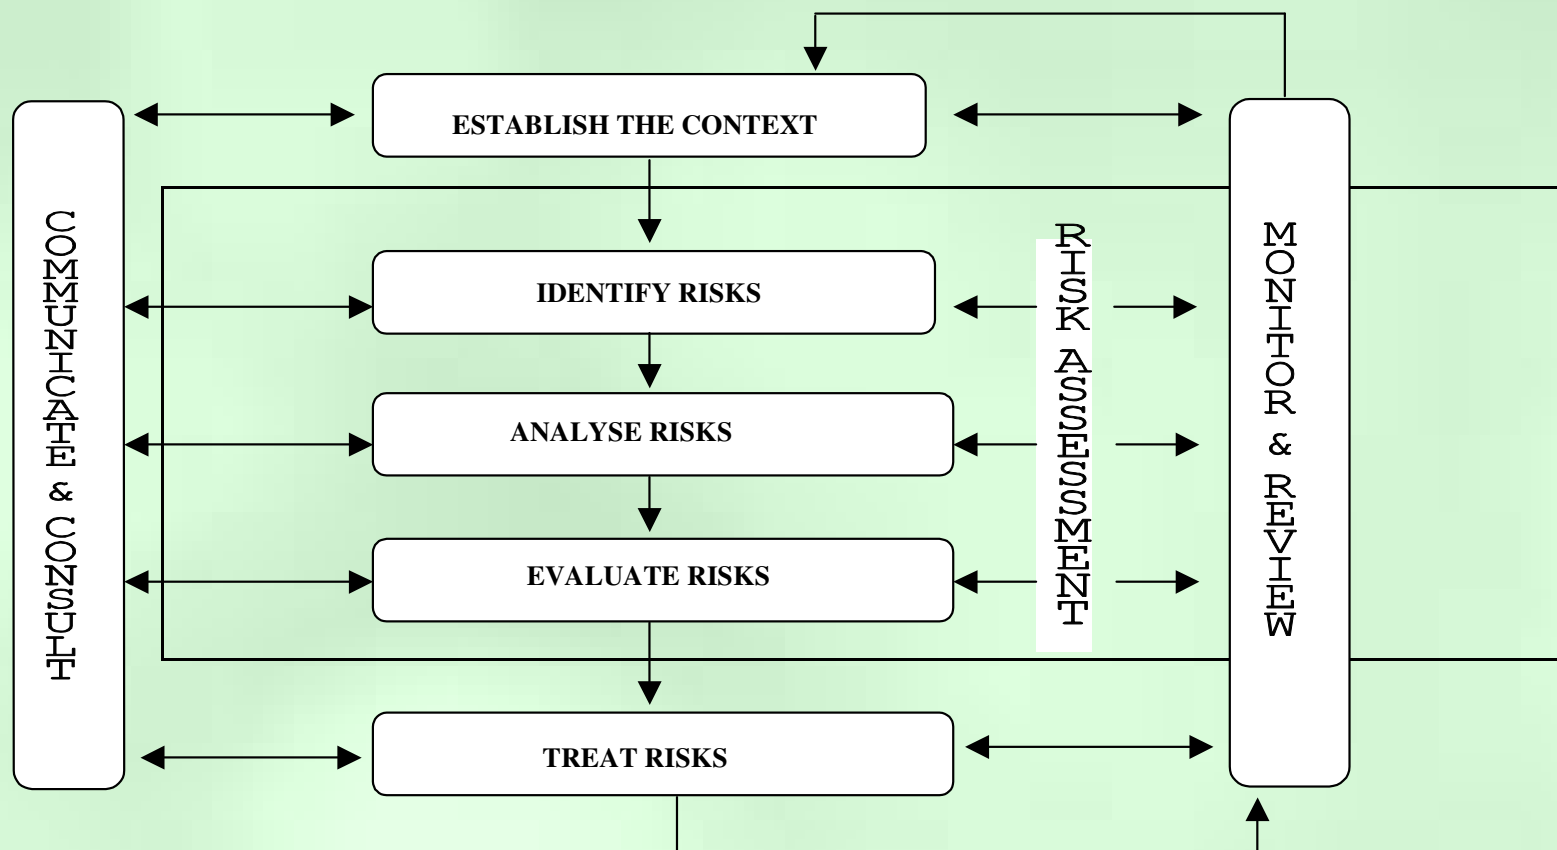 ESTABLISH THE CONTEXT
COMMUNICATE & CONSULT
IDENTIFY RISKS
ANALYSE RISKS
EVALUATE RISKS
TREAT RISKS
RISK ASSESSMENT
MONITOR & REVIEW